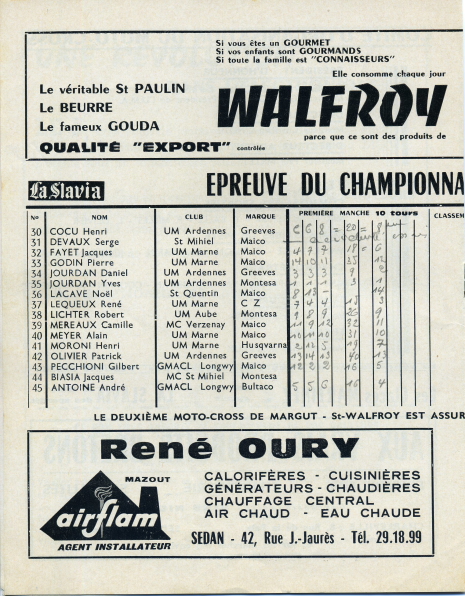 Si vous êtes un GOURMET
Si vos enfants sont GOURMANDS
Si toute la famille est "CONNAISSEURS"
Elle consomme chaque jour
Le véritable St PAULIN
Le BEURRE
Le fameux GOUDA
WALFROY
parce que ce sont des produits de
QUALITÉ "EXPORT" contrôlée
La Slavia
EPREUVE DU CHAMPIONNA
No NOM CLUB MARQUE PREMIÈRE MANCHE 10 tours CLASSEM
30 COCU Henri UM Ardennes Greeves
31 DEVAUX Serge St Mihiel Maico
32 FAYET Jacques UM Marne Maico
33 GODIN Pierre UM Marne Maico
34 JOURDAN Daniel UM Ardennes Greeves
35 JOURDAN Yves UM Ardennes Montesa
36 LACAVE Noël St Quentin Maico
37 LEQUEUX René UM Marne C Z
38 LICHTER Robert UM Aube Montesa
39 MEREAUX Camille MC Verzenay Maico
40 MEYER Alain UM Marne Maico
41 MORONI Henri UM Marne Husqvarna
42 OLIVIER Patrick UM Ardennes Greeves
43 PECCHIONI Gilbert GMACL Longwy Maico
44 BIASIA Jacques MC St Mihiel Montesa
45 ANTOINE André GMACL Longwy Bultaco
LE DEUXIÈME MOTO-CROSS DE MARGUT - St-WALFROY EST ASSUR
René OURY
MAZOUT
airflam
AGENT INSTALLATEUR
CALORIFÈRES - CUISINIÈRES
GÉNÉRATEURS - CHAUDIÈRES
CHAUFFAGE CENTRAL
AIR CHAUD - EAU CHAUDE
SEDAN - 42, Rue J.-Jaurès - Tél. 29.18.99